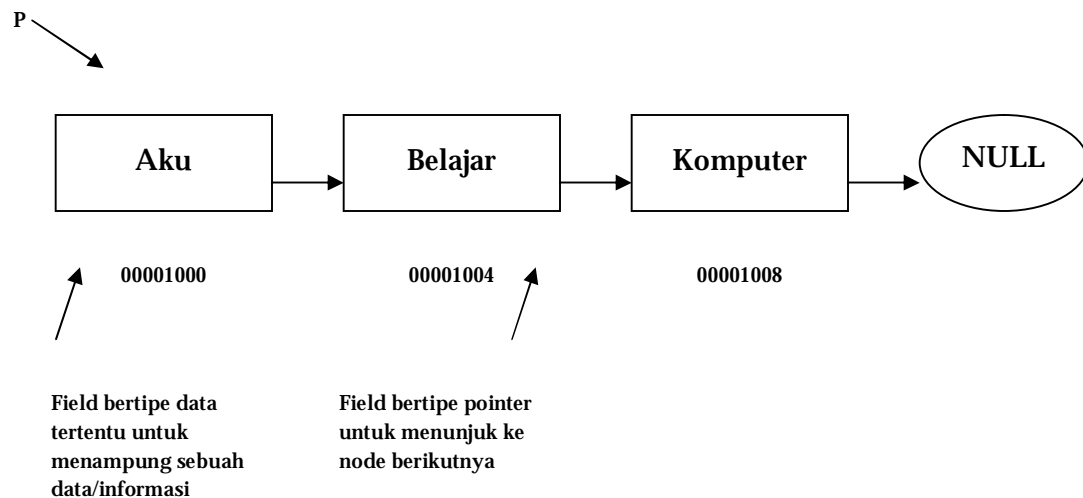 P
Aku
Belajar
Komputer
NULL
00001000
00001004
00001008
Field bertipe data
tertentu untuk
menampung sebuah
data/informasi
Field bertipe pointer
untuk menunjuk ke
node berikutnya